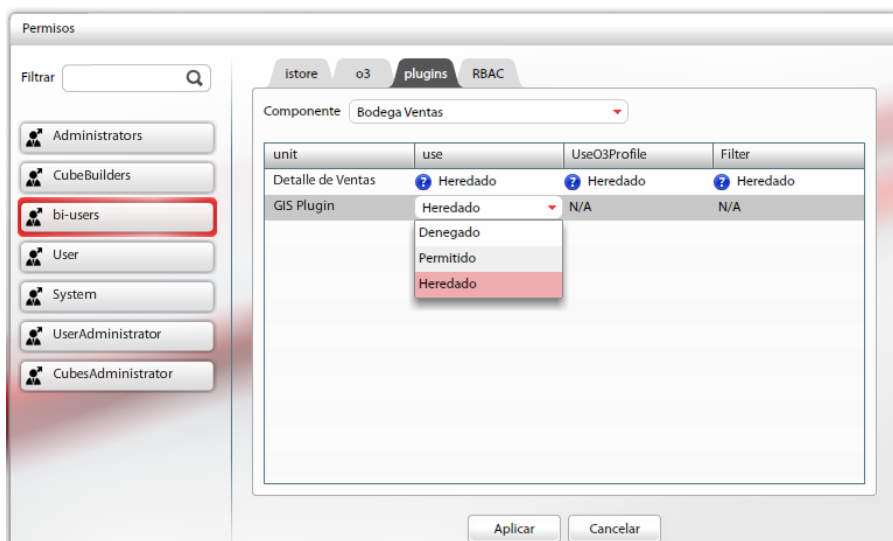 Permisos
Filtrar
istore o3 plugins RBAC
Componente Bodega Ventas
Administrators
CubeBuilders
bi-users
User
System
UserAdministrator
CubesAdministrator
unit use UseO3Profile Filter
Detalle de Ventas Heredado Heredado Heredado
GIS Plugin Heredado N/A N/A
Denegado
Permitido
Heredado
Aplicar Cancelar